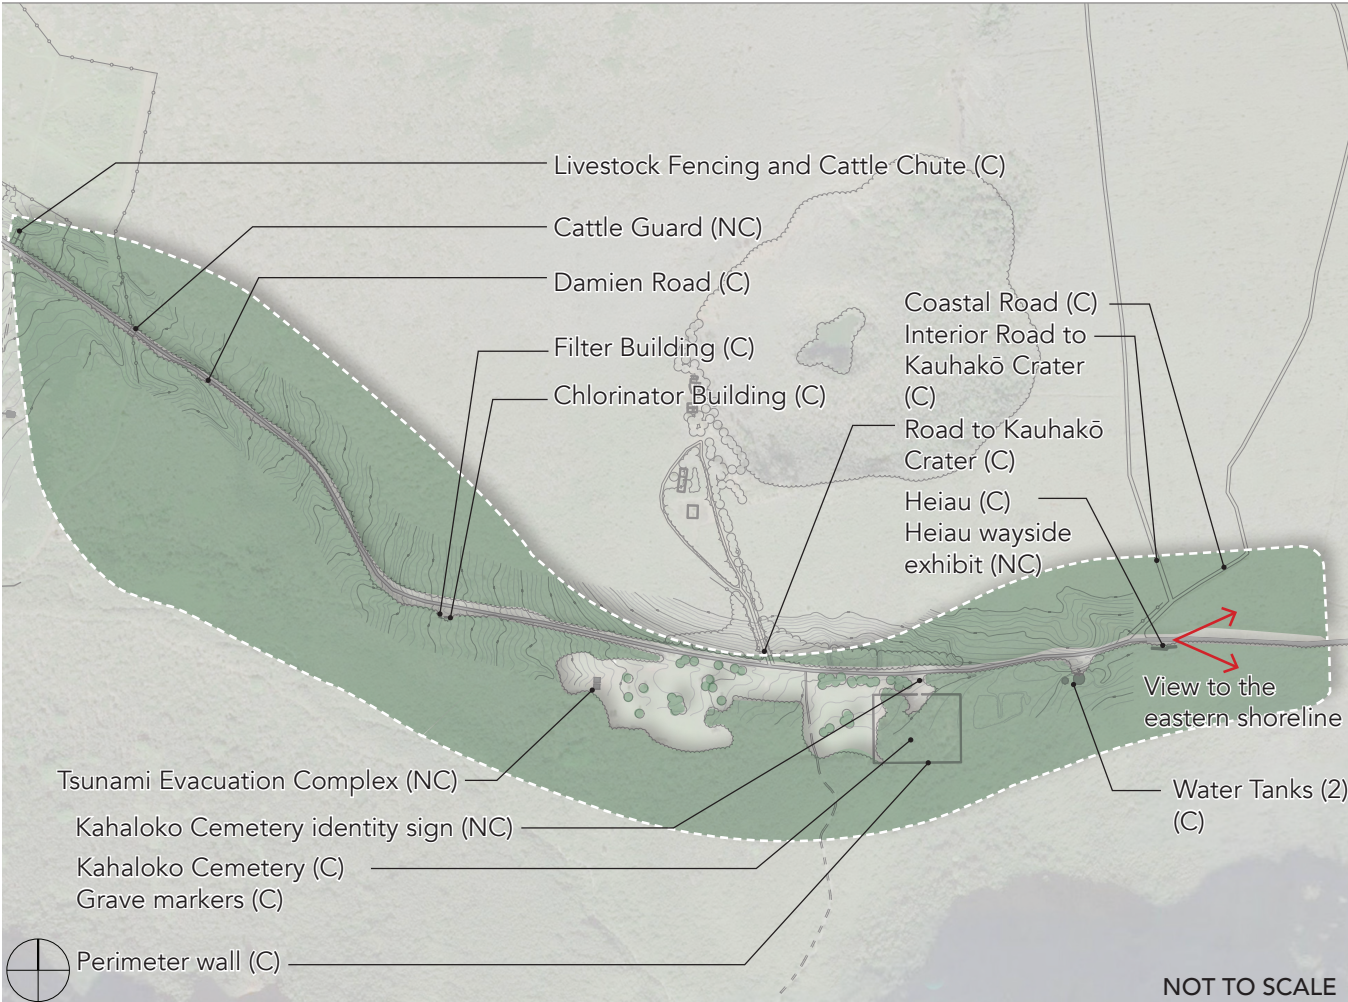 Livestock Fencing and Cattle Chute (C)
Cattle Guard (NC)
Damien Road (C)
Filter Building (C)
Chlorinator Building (C)
Coastal Road (C)
Interior Road to
Kauhakō Crater
(C)
Road to Kauhakō
Crater (C)
Heiau (C)
Heiau wayside
exhibit (NC)
View to the
eastern shoreline
Water Tanks (2)
(C)
Tsunami Evacuation Complex (NC)
Kahaloko Cemetery identity sign (NC)
Kahaloko Cemetery (C)
Grave markers (C)
Perimeter wall (C)
NOT TO SCALE